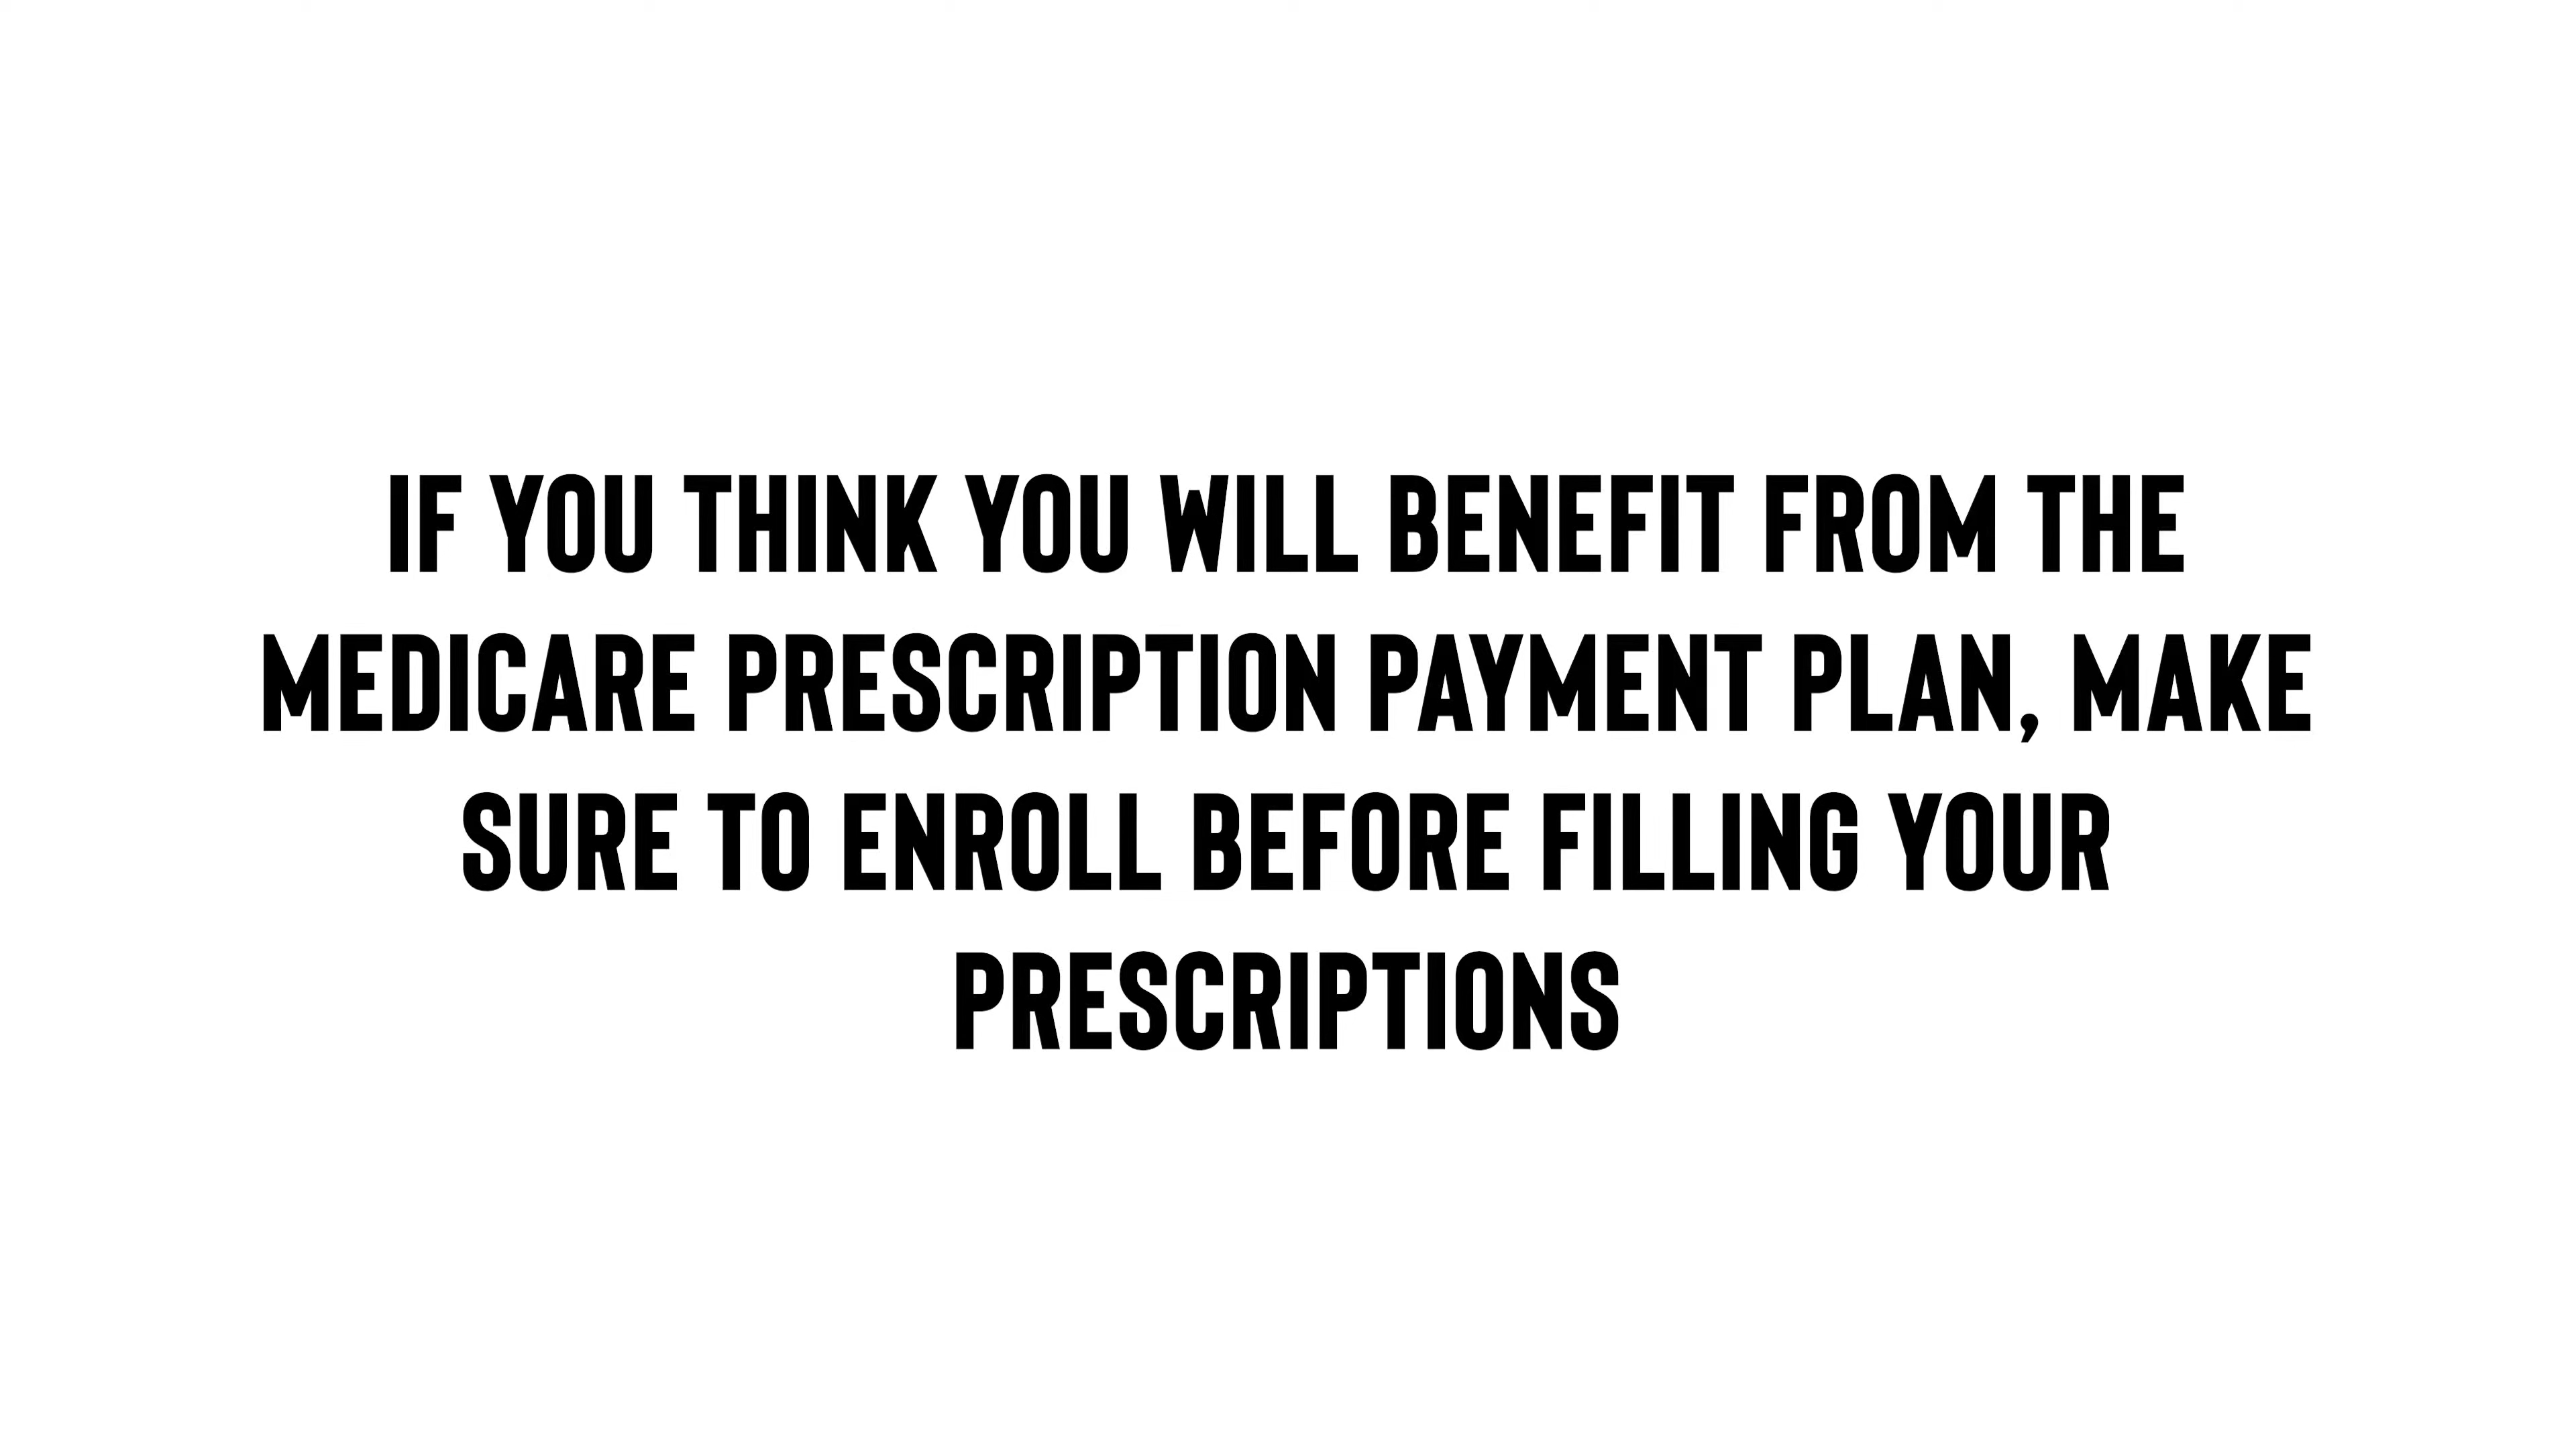 IF YOU THINK YOU WILL BENEFIT FROM THE
MEDICARE PRESCRIPTION PAYMENT PLAN, MAKE
SURE TO ENROLL BEFORE FILLING YOUR
PRESCRIPTIONS